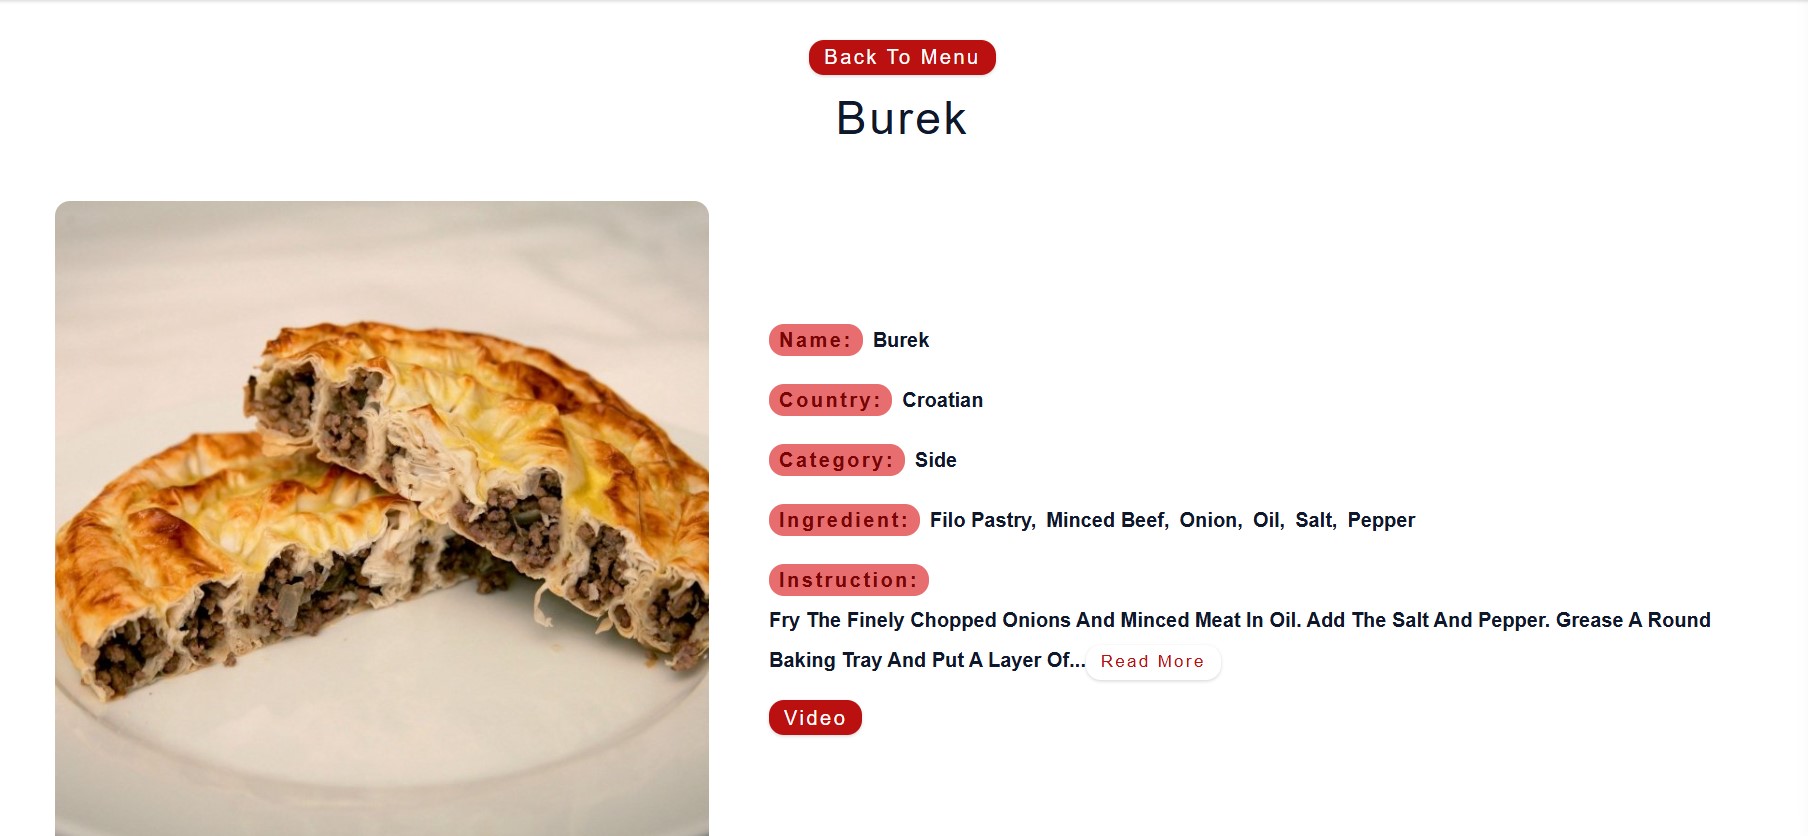 Back To Menu
Burek
Name: Burek
Country: Croatian
Category: Side
Ingredient: Filo Pastry, Minced Beef, Onion, Oil, Salt, Pepper
Instruction:
Fry The Finely Chopped Onions And Minced Meat In Oil. Add The Salt And Pepper. Grease A Round
Baking Tray And Put A Layer Of... Read More
Video